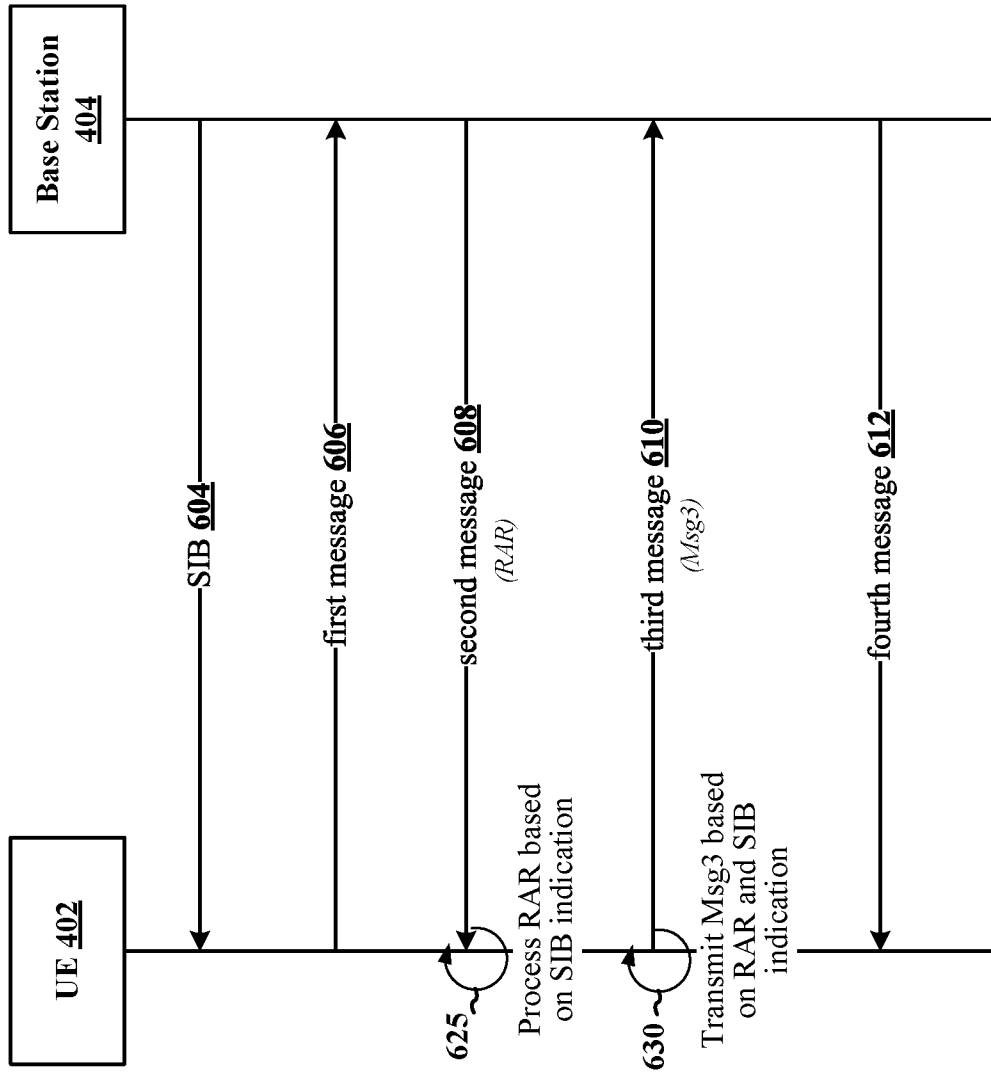 UE 402
Base Station
404
SIB 604
first message 606
second message 608
(RAR)
625
Process RAR based
on SIB indication
third message 610
(Msg3)
630
Transmit Msg3 based
on RAR and SIB
indication
fourth message 612